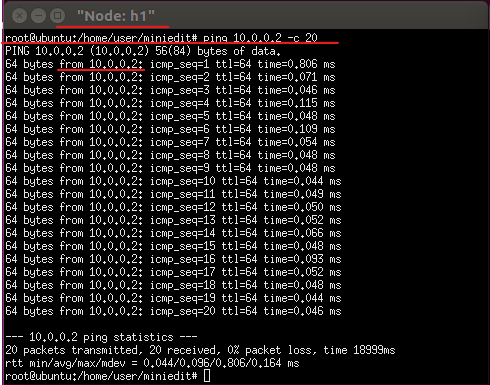 "Node: h1"
root@ubuntu:/home/user/miniedit# ping 10.0.0.2 -c 20
PING 10.0.0.2 (10.0.0.2) 56(84) bytes of data.
64 bytes from 10.0.0.2: icmp_seq=1 ttl=64 time=0.806 ms
64 bytes from 10.0.0.2: icmp_seq=2 ttl=64 time=0.071 ms
64 bytes from 10.0.0.2: icmp_seq=3 ttl=64 time=0.046 ms
64 bytes from 10.0.0.2: icmp_seq=4 ttl=64 time=0.115 ms
64 bytes from 10.0.0.2: icmp_seq=5 ttl=64 time=0.048 ms
64 bytes from 10.0.0.2: icmp_seq=6 ttl=64 time=0.109 ms
64 bytes from 10.0.0.2: icmp_seq=7 ttl=64 time=0.054 ms
64 bytes from 10.0.0.2: icmp_seq=8 ttl=64 time=0.048 ms
64 bytes from 10.0.0.2: icmp_seq=9 ttl=64 time=0.048 ms
64 bytes from 10.0.0.2: icmp_seq=10 ttl=64 time=0.044 ms
64 bytes from 10.0.0.2: icmp_seq=11 ttl=64 time=0.049 ms
64 bytes from 10.0.0.2: icmp_seq=12 ttl=64 time=0.050 ms
64 bytes from 10.0.0.2: icmp_seq=13 ttl=64 time=0.052 ms
64 bytes from 10.0.0.2: icmp_seq=14 ttl=64 time=0.066 ms
64 bytes from 10.0.0.2: icmp_seq=15 ttl=64 time=0.048 ms
64 bytes from 10.0.0.2: icmp_seq=16 ttl=64 time=0.093 ms
64 bytes from 10.0.0.2: icmp_seq=17 ttl=64 time=0.052 ms
64 bytes from 10.0.0.2: icmp_seq=18 ttl=64 time=0.048 ms
64 bytes from 10.0.0.2: icmp_seq=19 ttl=64 time=0.044 ms
64 bytes from 10.0.0.2: icmp_seq=20 ttl=64 time=0.046 ms
--- 10.0.0.2 ping statistics ---
20 packets transmitted, 20 received, 0% packet loss, time 18999ms
rtt min/avg/max/mdev = 0.044/0.096/0.806/0.164 ms
root@ubuntu:/home/user/miniedit#